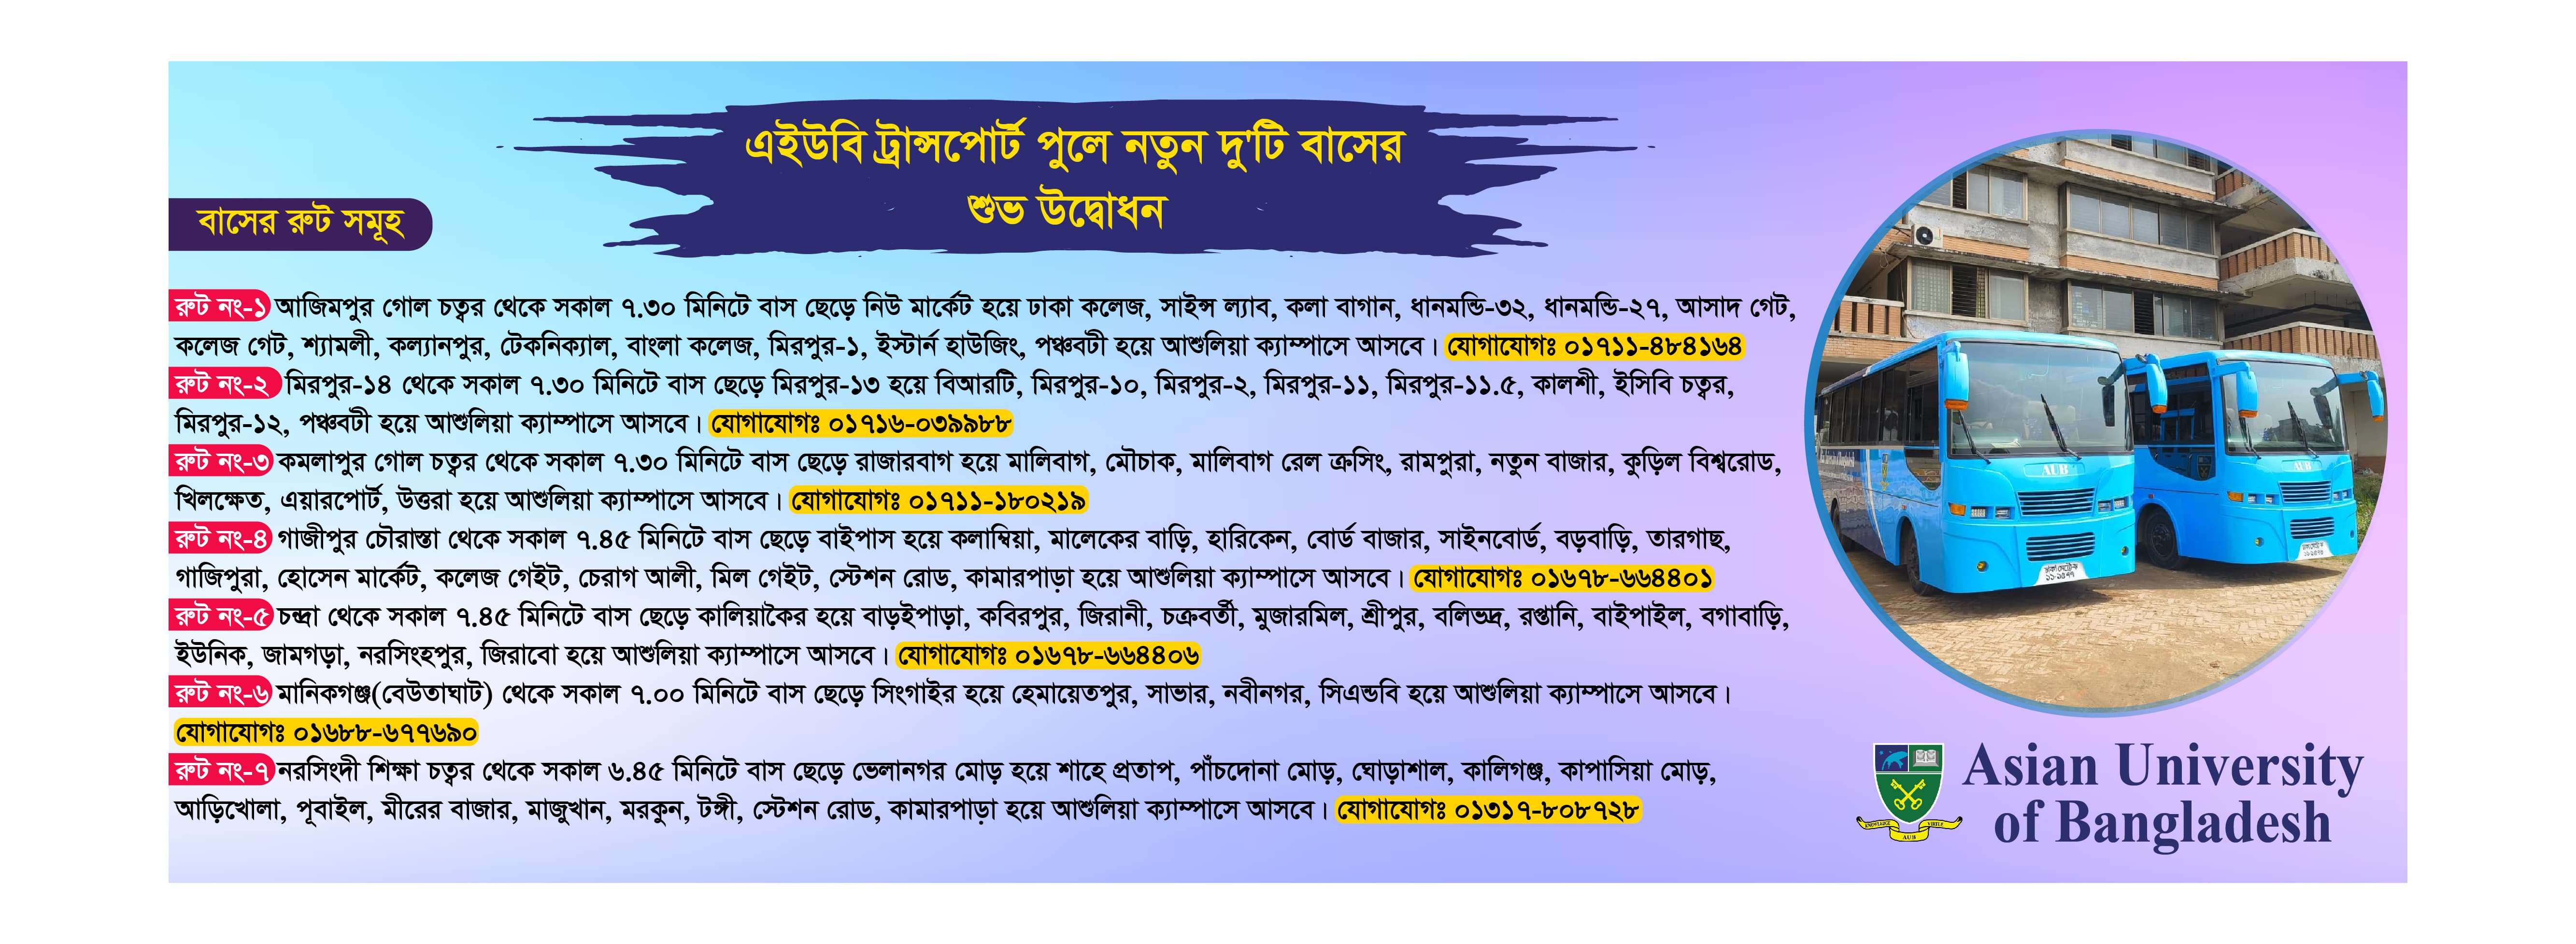 এইউবি ট্রান্সপোর্ট পুলে নতুন দু'টি বাসের
শুভ উদ্বোধন
বাসের রুট সমূহ
রুট নং-১ আজিমপুর গোল চত্বর থেকে সকাল ৭.৩০ মিনিটে বাস ছেড়ে নিউ মার্কেট হয়ে ঢাকা কলেজ, সাইন্স ল্যাব, কলা বাগান, ধানমন্ডি-৩২, ধানমন্ডি-২৭, আসাদ গেট,
কলেজ গেট, শ্যামলী, কল্যানপুর, টেকনিক্যাল, বাংলা কলেজ, মিরপুর-১, ইস্টার্ন হাউজিং, পঞ্চবটী হয়ে আশুলিয়া ক্যাম্পাসে আসবে। যোগাযোগঃ ০১৭১১-৪৮৪১৬৪
রুট নং-২ মিরপুর-১৪ থেকে সকাল ৭.৩০ মিনিটে বাস ছেড়ে মিরপুর-১৩ হয়ে বিআরটি, মিরপুর-১০, মিরপুর-২, মিরপুর-১১, মিরপুর-১১.৫, কালশী, ইসিবি চত্বর,
মিরপুর-১২, পঞ্চবটী হয়ে আশুলিয়া ক্যাম্পাসে আসবে। যোগাযোগঃ ০১৭১৬-০৩৯৯৮৮
রুট নং-৩ কমলাপুর গোল চত্বর থেকে সকাল ৭.৩০ মিনিটে বাস ছেড়ে রাজারবাগ হয়ে মালিবাগ, মৌচাক, মালিবাগ রেল ক্রসিং, রামপুরা, নতুন বাজার, কুড়িল বিশ্বরোড,
খিলক্ষেত, এয়ারপোর্ট, উত্তরা হয়ে আশুলিয়া ক্যাম্পাসে আসবে। যোগাযোগঃ ০১৭১১-১৮০২১৯
রুট নং-৪ গাজীপুর চৌরাস্তা থেকে সকাল ৭.৪৫ মিনিটে বাস ছেড়ে বাইপাস হয়ে কলাম্বিয়া, মালেকের বাড়ি, হারিকেন, বোর্ড বাজার, সাইনবোর্ড, বড়বাড়ি, তারগাছ,
গাজিপুরা, হোসেন মার্কেট, কলেজ গেইট, চেরাগ আলী, মিল গেইট, স্টেশন রোড, কামারপাড়া হয়ে আশুলিয়া ক্যাম্পাসে আসবে। যোগাযোগঃ ০১৬৭৮-৬৬৪৪০১
রুট নং-৫ চন্দ্রা থেকে সকাল ৭.৪৫ মিনিটে বাস ছেড়ে কালিয়াকৈর হয়ে বাড়ইপাড়া, কবিরপুর, জিরানী, চক্রবর্তী, মুজারমিল, শ্রীপুর, বলিভদ্র, রপ্তানি, বাইপাইল, বগাবাড়ি,
ইউনিক, জামগড়া, নরসিংহপুর, জিরাবো হয়ে আশুলিয়া ক্যাম্পাসে আসবে। যোগাযোগঃ ০১৬৭৮-৬৬৪৪০৬
রুট নং-৬ মানিকগঞ্জ(বেউতাঘাট) থেকে সকাল ৭.০০ মিনিটে বাস ছেড়ে সিংগাইর হয়ে হেমায়েতপুর, সাভার, নবীনগর, সিএন্ডবি হয়ে আশুলিয়া ক্যাম্পাসে আসবে।
যোগাযোগঃ ০১৬৮৮-৬৭৭৬৯০
রুট নং-৭ নরসিংদী শিক্ষা চত্বর থেকে সকাল ৬.৪৫ মিনিটে বাস ছেড়ে ভেলানগর মোড় হয়ে শাহে প্রতাপ, পাঁচদোনা মোড়, ঘোড়াশাল, কালিগঞ্জ, কাপাসিয়া মোড়,
আড়িখোলা, পূবাইল, মীরের বাজার, মাজুখান, মরকুন, টঙ্গী, স্টেশন রোড, কামারপাড়া হয়ে আশুলিয়া ক্যাম্পাসে আসবে। যোগাযোগঃ ০১৩১৭-৮০৮৭২৮
AUB
AUB
Asian University
of Bangladesh
KNOWLEDGE VIRTUE
AUB